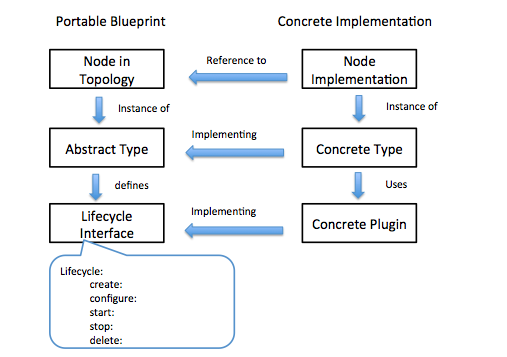 Portable Blueprint
Concrete Implementation
Node in
Topology
Reference to
Node
Implementation
Instance of
Instance of
Abstract Type
Implementing
Concrete Type
defines
Uses
Lifecycle
Interface
Implementing
Concrete Plugin
Lifecycle:
create:
configure:
start:
stop:
delete: